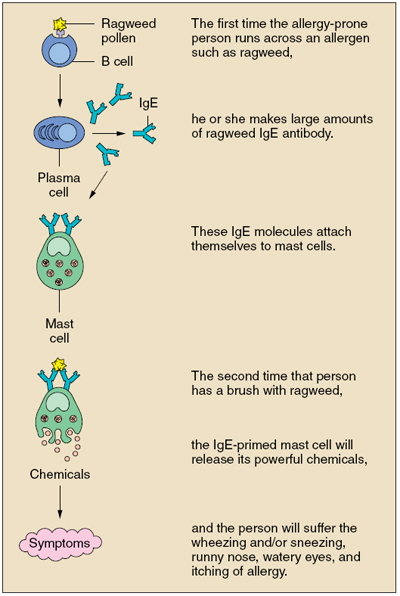 Ragweed
pollen
B cell
The first time the allergy-prone
person runs across an allergen
such as ragweed,
IgE
he or she makes large amounts
of ragweed IgE antibody.
Plasma
cell
These IgE molecules attach
themselves to mast cells.
Mast
cell
The second time that person
has a brush with ragweed,
the IgE-primed mast cell will
release its powerful chemicals,
Chemicals
Symptoms
and the person will suffer the
wheezing and/or sneezing,
runny nose, watery eyes, and
itching of allergy.